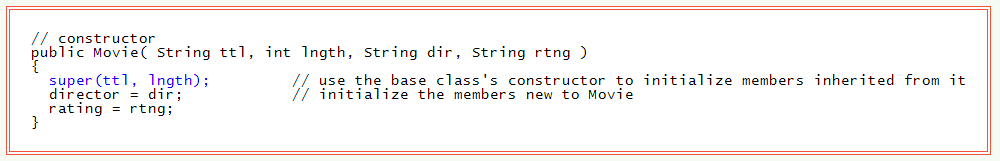 // constructor
public Movie( String ttl, int lngth, String dir, String rtng )
{
  super(ttl, lngth);         // use the base class's constructor to initialize members inherited from it
  director = dir;            // initialize the members new to Movie
  rating = rtng;
}